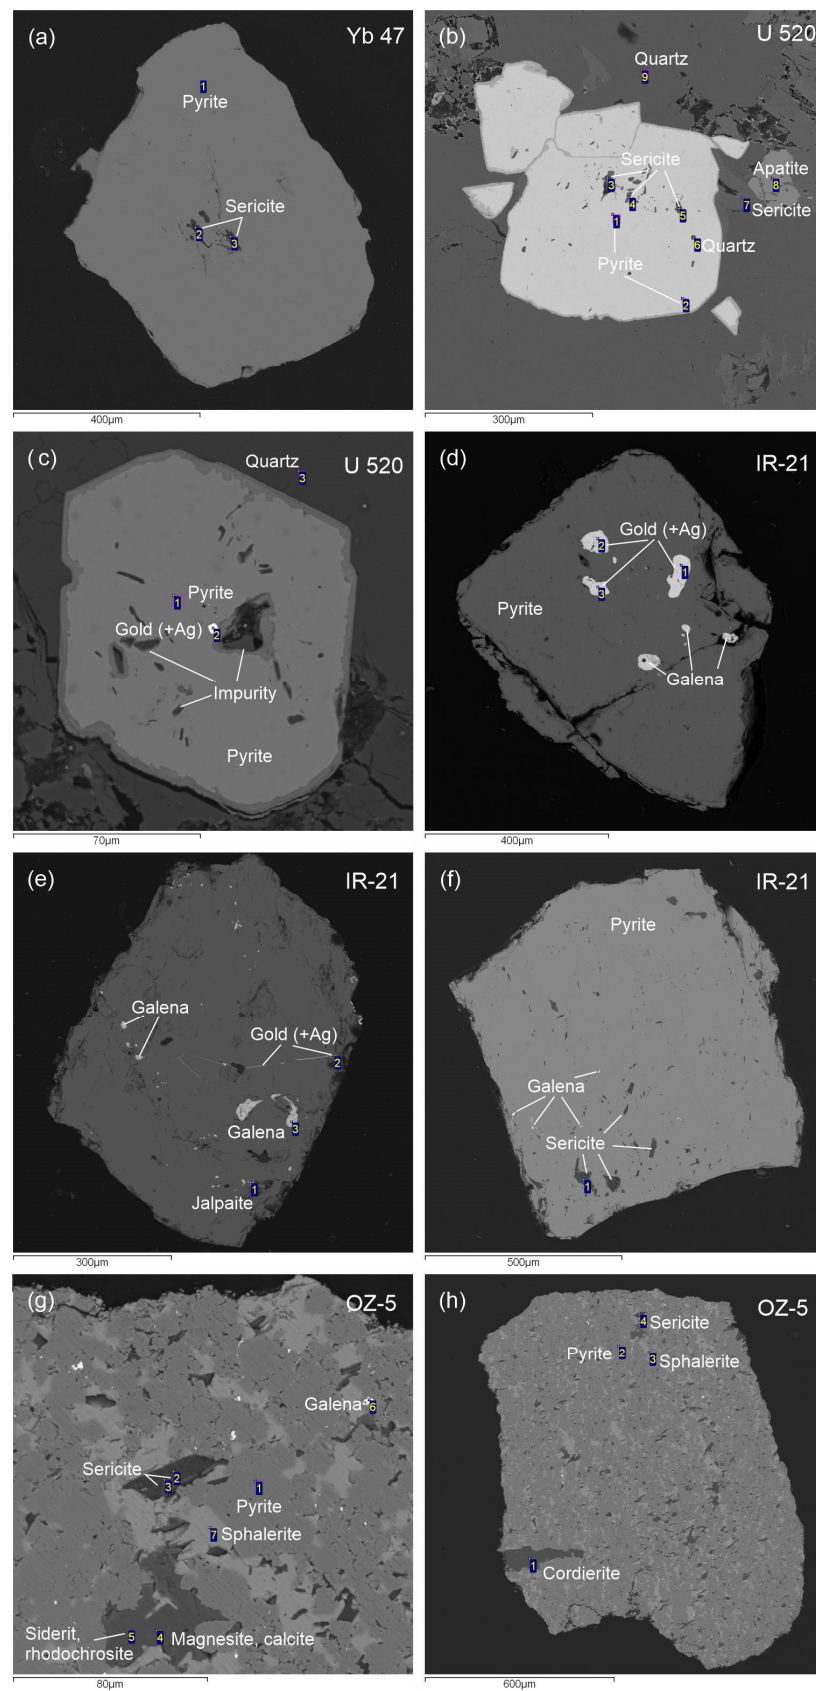 (a)
Yb 47
1
Pyrite
Sericite
2
3
400µm
(b)
U 520
Quartz
9
Sericite
Apatite
3
8
4
7
Sericite
1
5
6
Quartz
Pyrite
2
300µm
(c)
Quartz
U 520
3
Pyrite
1
Gold (+Ag)
2
Impurity
Pyrite
70µm
(d)
IR-21
Gold (+Ag)
2
1
3
Pyrite
Galena
400µm
(e)
IR-21
Galena
Gold (+Ag)
2
Galena
3
1
Jalpaite
300µm
(f)
IR-21
Pyrite
Galena
Sericite
1
500µm
(g)
OZ-5
Galena
6
Sericite
2
3
1
Pyrite
7
Sphalerite
Siderit,
rhodochrosite
5
4
Magnesite, calcite
80µm
(h)
OZ-5
4
Sericite
Pyrite
2
3
Sphalerite
1
Cordierite
600µm